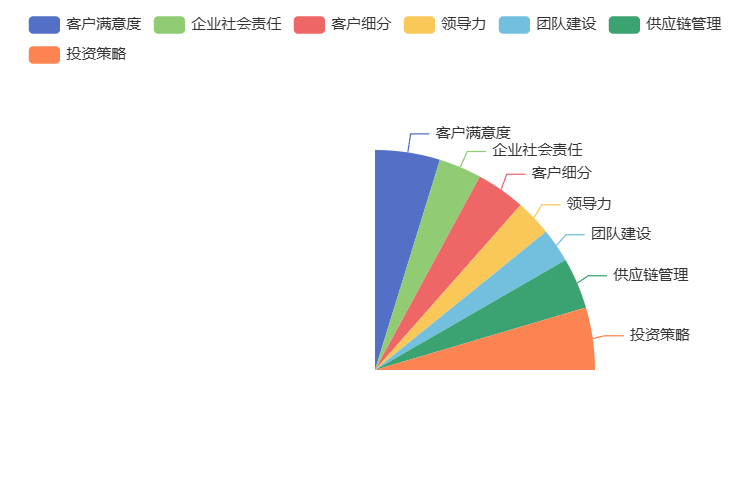 客户满意度 企业社会责任 客户细分 领导力 团队建设 供应链管理
投资策略
客户满意度
企业社会责任
客户细分
领导力
团队建设
供应链管理
投资策略